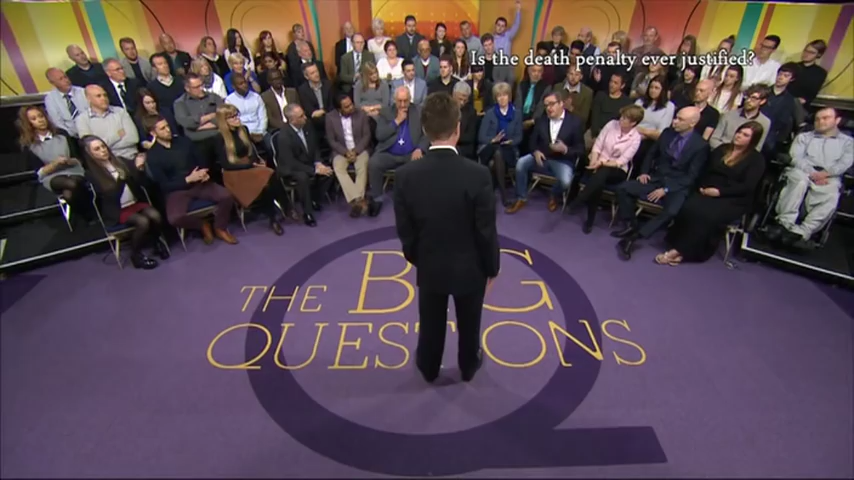 Is the death penalty ever justified?
THE BIG
QUESTIONS